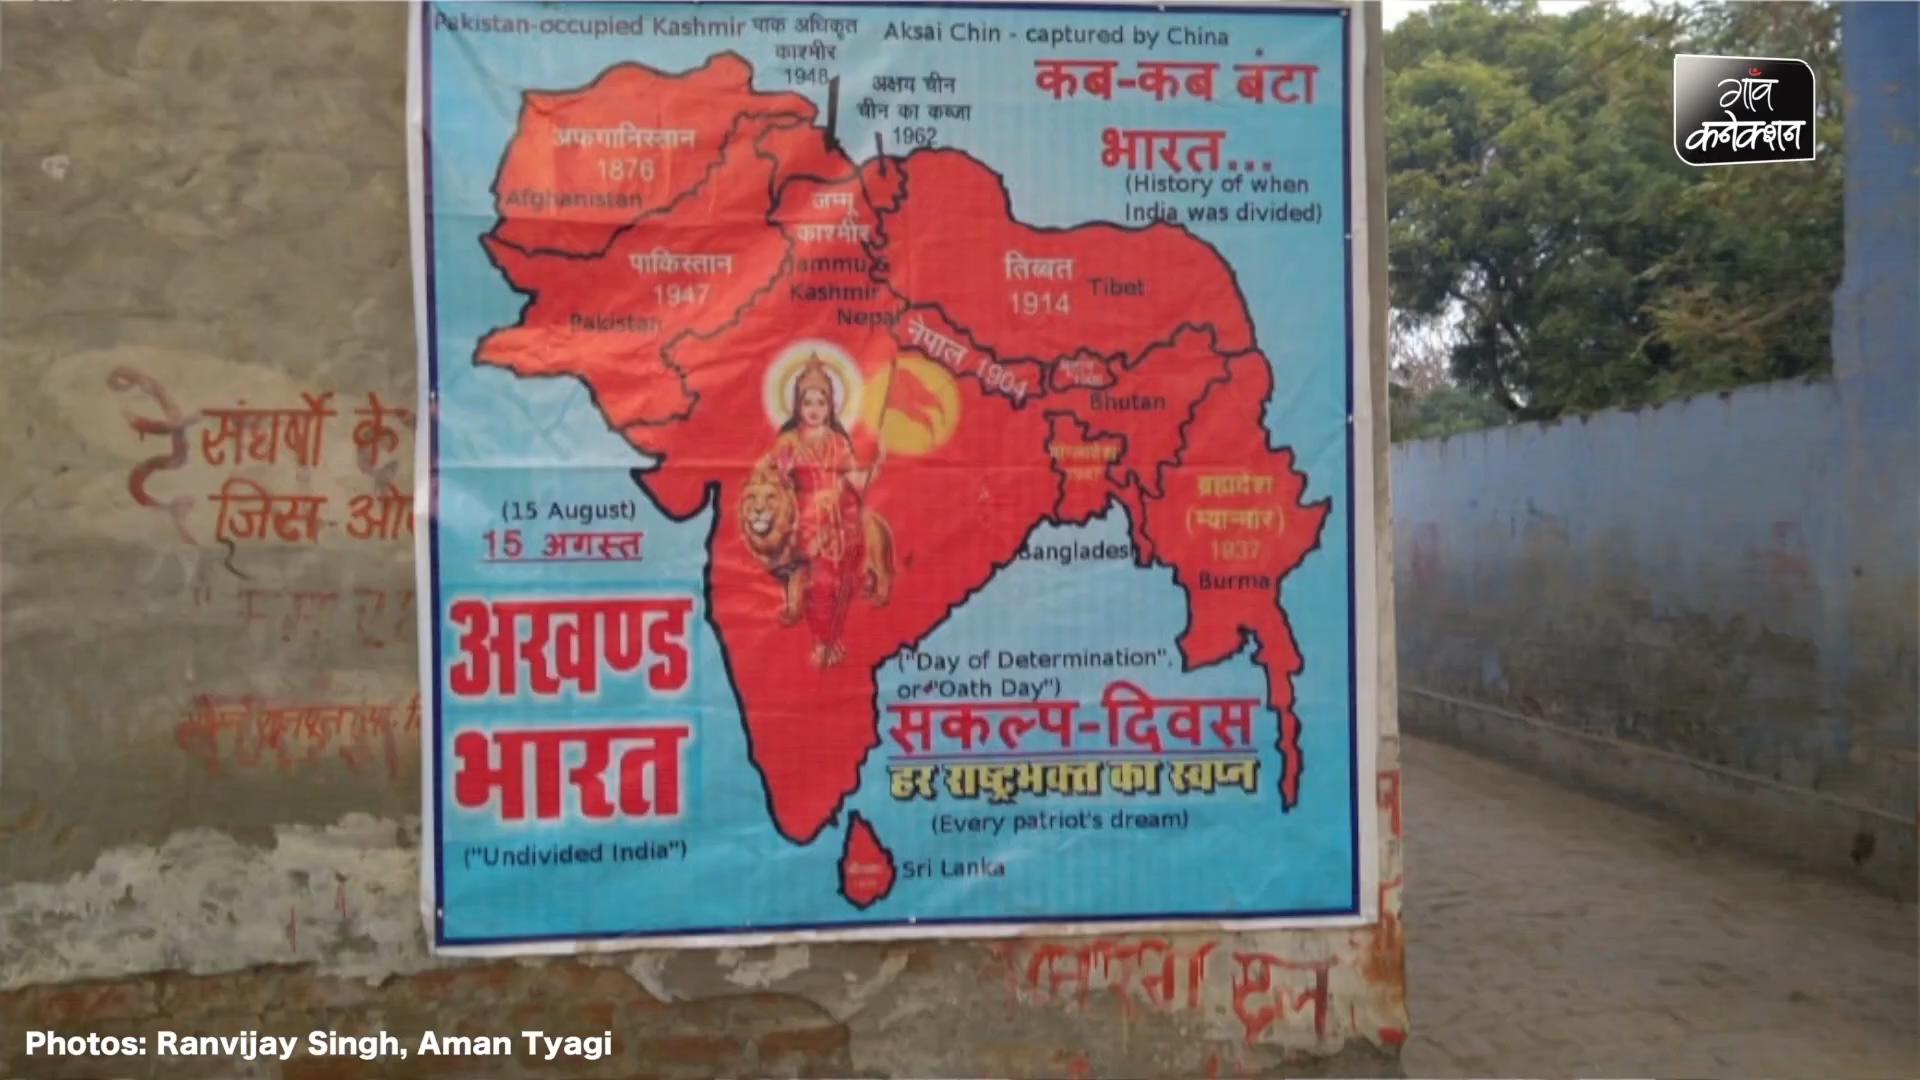 Pakistan-occupied Kashmir पाक अधिकृत
काश्मीर
1948
Aksai Chin - captured by China
अक्षय चीन
चीन का कब्जा
1962
कब-कब बंटा
भारत...
(History of when
India was divided)
गाँव
कनेक्शन
अफगानिस्तान
1876
Afghanistan
जम्मू
काश्मीर
Jammu &
Kashmir
पाकिस्तान
1947
Pakistan
तिब्बत
1914
Tibet
Nepal
नेपाल 1904
Bhutan
ब्रह्मदेश
(म्यान्मार)
1937
Burma
Bangladesh
संघर्षो के
जिस
(15 August)
15 अगस्त
अखण्ड
भारत
("Undivided India")
("Day of Determination",
or "Oath Day")
सकल्प-दिवस
हर राष्ट्रभक्त का स्वप्न
(Every patriot's dream)
Sri Lanka
Photos: Ranvijay Singh, Aman Tyagi